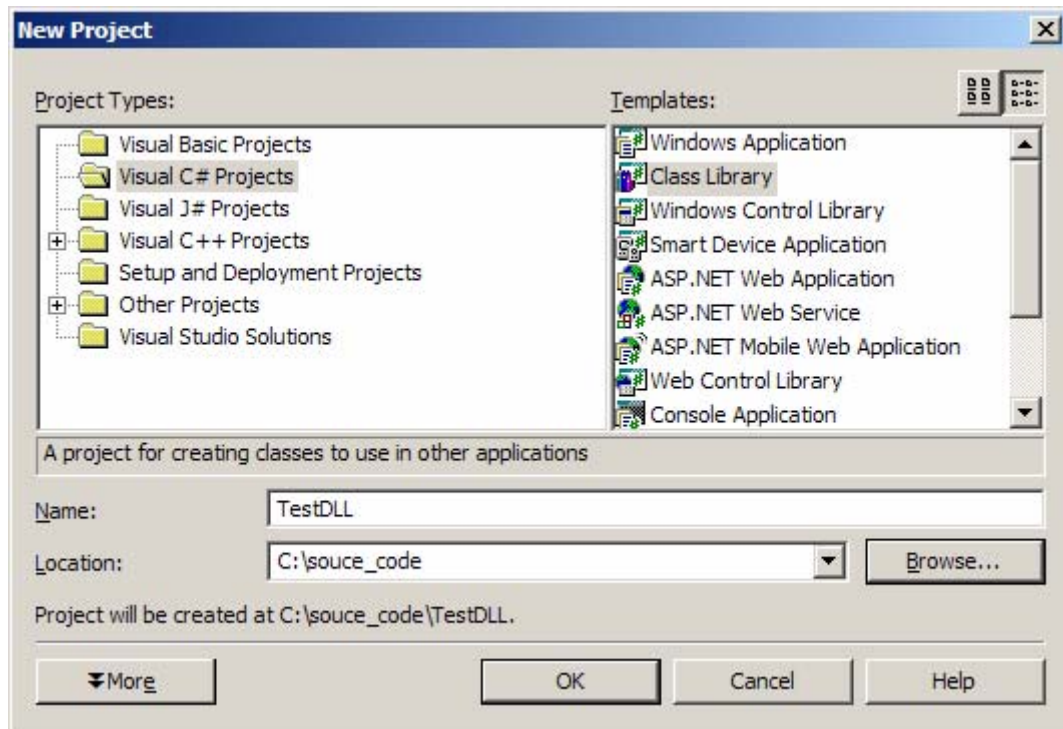 New Project
Project Types:
Templates:
Visual Basic Projects
Visual C# Projects
Visual J# Projects
Visual C++ Projects
Setup and Deployment Projects
Other Projects
Visual Studio Solutions
Windows Application
Class Library
Windows Control Library
Smart Device Application
ASP.NET Web Application
ASP.NET Web Service
ASP.NET Mobile Web Application
Web Control Library
Console Application
A project for creating classes to use in other applications
Name:
TestDLL
Location:
C:\souce_code
Browse...
Project will be created at C:\souce_code\TestDLL.
More
OK
Cancel
Help